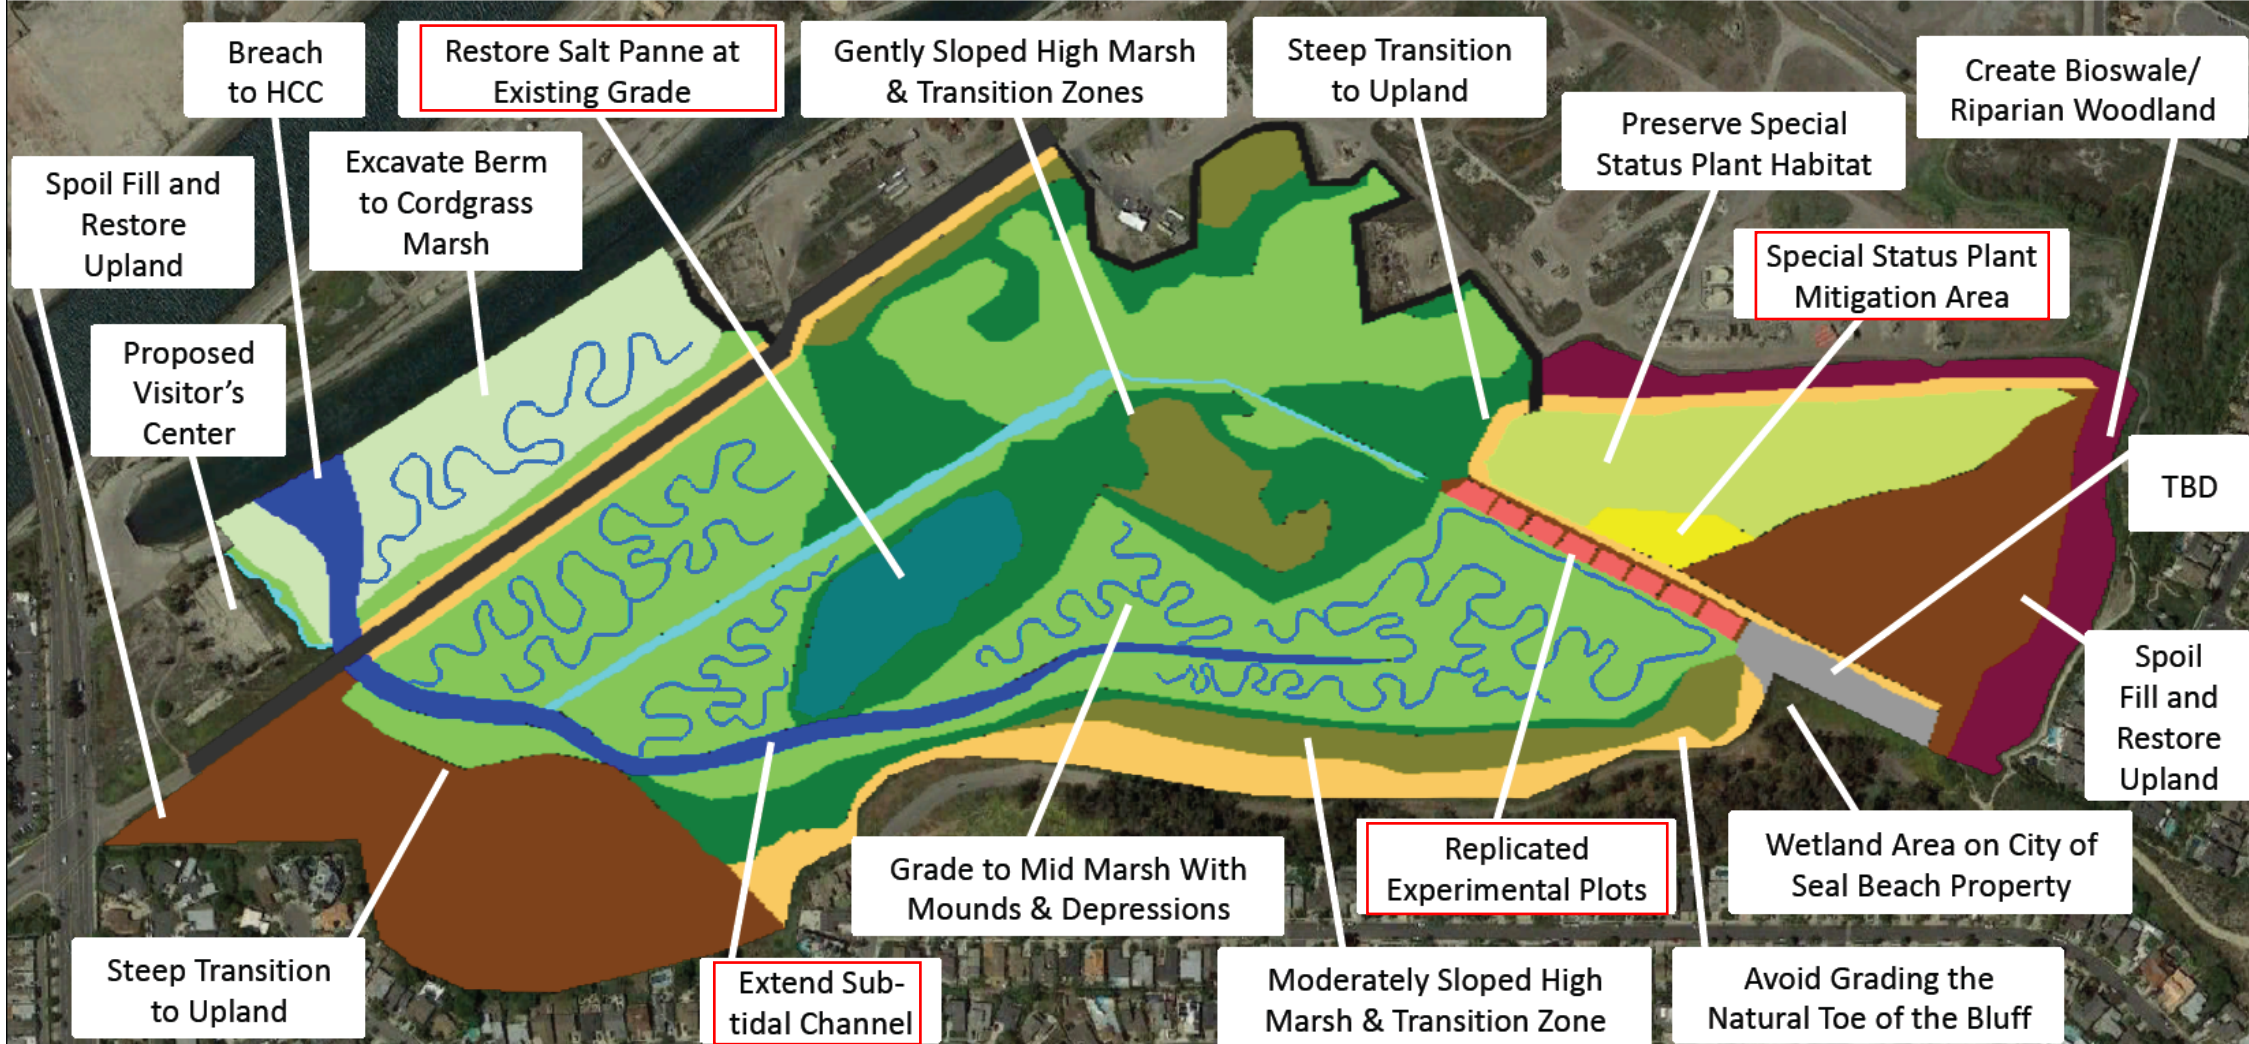 Breach
to HCC
Restore Salt Panne at
Existing Grade
Gently Sloped High Marsh
& Transition Zones
Steep Transition
to Upland
Create Bioswale/
Riparian Woodland
Preserve Special
Status Plant Habitat
Spoil Fill and
Restore
Upland
Excavate Berm
to Cordgrass
Marsh
Special Status Plant
Mitigation Area
Proposed
Visitor's
Center
TBD
Spoil
Fill and
Restore
Upland
Grade to Mid Marsh With
Mounds & Depressions
Replicated
Experimental Plots
Wetland Area on City of
Seal Beach Property
Steep Transition
to Upland
Extend Sub-
tidal Channel
Moderately Sloped High
Marsh & Transition Zone
Avoid Grading the
Natural Toe of the Bluff